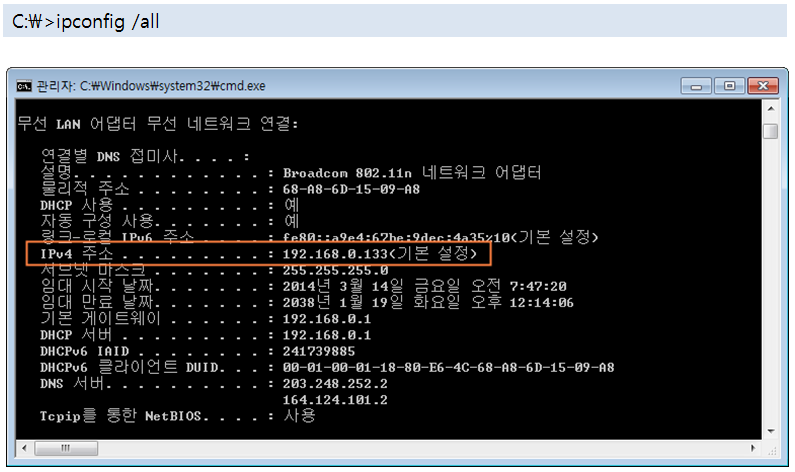 C:₩>ipconfig /all
관리자: C:₩Windows₩system32₩cmd.exe
무선 LAN 어댑터 무선 네트워크 연결:
연결별 DNS 접미사. . . . :
설명. . . . . . . . . . . . : Broadcom 802.11n 네트워크 어댑터
물리적 주소 . . . . . . . . : 68-A8-6D-15-09-A8
DHCP 사용 . . . . . . . . . : 예
자동 구성 사용. . . . . . . : 예
링크-로컬 IPv6 주소 . . . . : fe80::a9e4:67be:9dec:4a35%10(기본 설정)
IPv4 주소 . . . . . . . . . : 192.168.0.133(기본 설정)
서브넷 마스크 . . . . . . . : 255.255.255.0
임대 시작 날짜. . . . . . . : 2014년 3월 14일 금요일 오전 7:47:20
임대 만료 날짜. . . . . . . : 2038년 1월 19일 화요일 오후 12:14:06
기본 게이트웨이 . . . . . . : 192.168.0.1
DHCP 서버 . . . . . . . . . : 192.168.0.1
DHCPv6 IAID . . . . . . . . : 241739885
DHCPv6 클라이언트 DUID. . . : 00-01-00-01-18-80-E6-4C-68-A8-6D-15-09-A8
DNS 서버. . . . . . . . . . : 203.248.252.2
164.124.101.2
Tcpip를 통한 NetBIOS. . . . : 사용